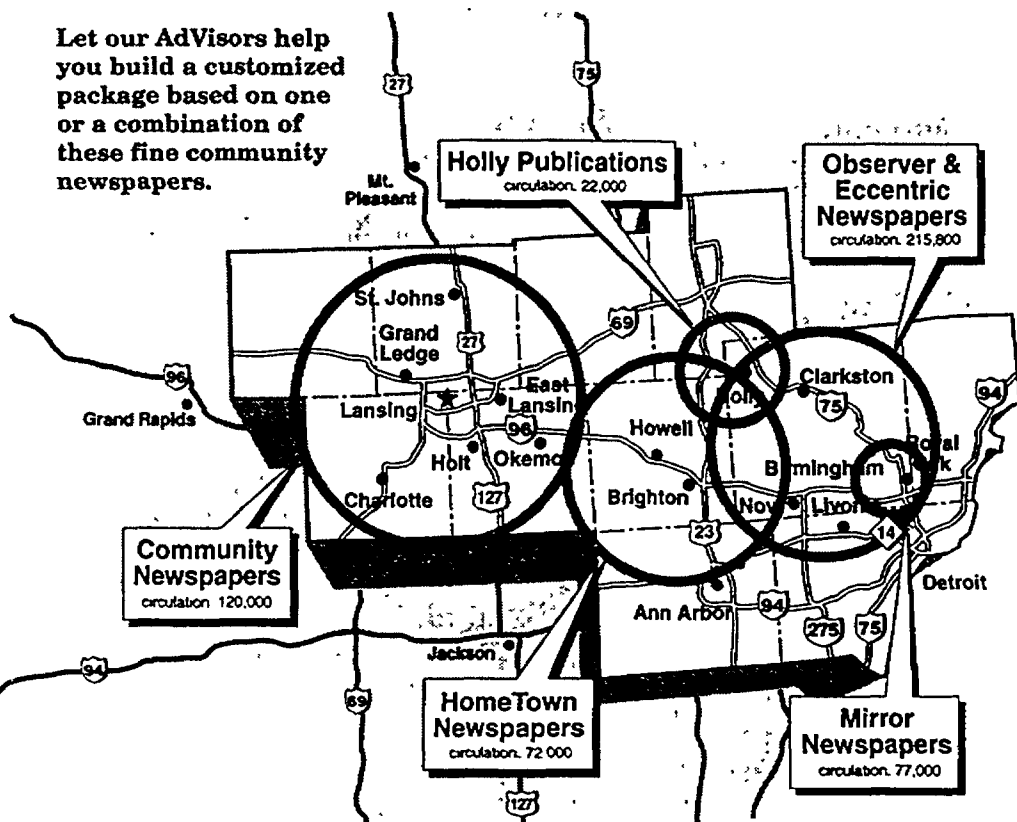 Let our AdVisors help
you build a customized
package based on one
or a combination of
these fine community
newspapers.
27
75
Mt.
Pleasant
Holly Publications
circulation. 22,000
Observer &
Eccentric
Newspapers
circulation. 215,800
St. Johns
Grand
Ledge
27
69
96
Grand Rapids
Lansing
East
Lansing
96
Holt
Okemo
Charlotte
127
Howell
Brighton
23
Clarkston
75
94
Birmingham
Royal
Nov
Livon
14
Detroit
Ann Arbor
94
275
75
Community
Newspapers
circulation 120,000
94
69
Jackson
HomeTown
Newspapers
circulation. 72 000
127
Mirror
Newspapers
circulation. 77,000